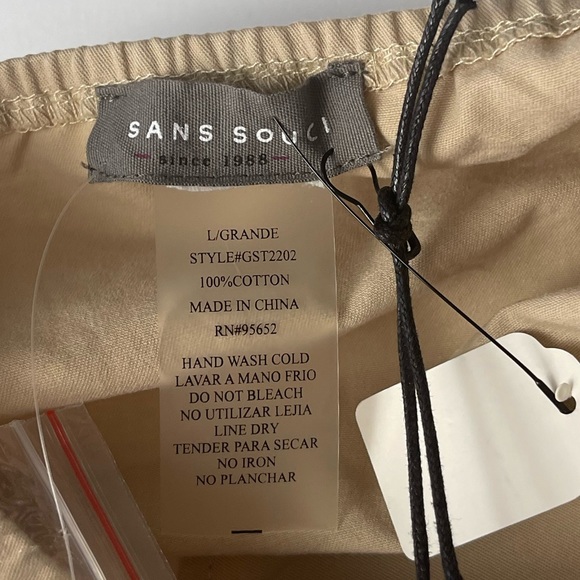 SANS SOUCI
since 1988
L/GRANDE
STYLE#GST2202
100%COTTON
MADE IN CHINA
RN#95652
HAND WASH COLD
LAVAR A MANO FRIO
DO NOT BLEACH
NO UTILIZAR LEJIA
LINE DRY
TENDER PARA SECAR
NO IRON
NO PLANCHAR